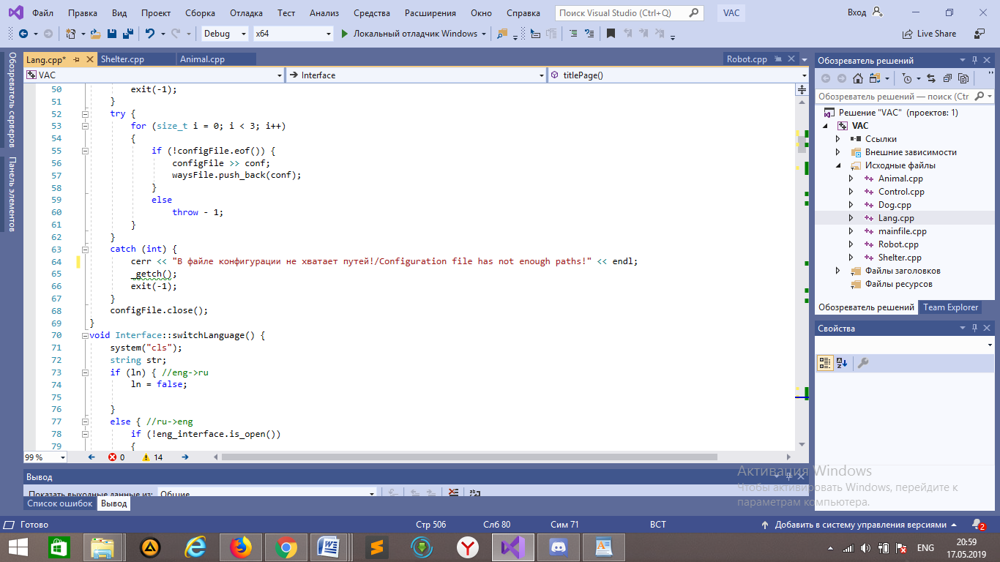 Файл Правка Вид Проект Сборка Отладка Тест Анализ Средства Расширения Окно Справка Поиск Visual Studio (Ctrl+Q) VAC Вход
Debug x64 Локальный отладчик Windows Live Share
Обозреватель серверов
Панель элементов
Lang.cpp* Shelter.cpp Animal.cpp Robot.cpp
VAC Interface titlePage()
50 exit(-1);
51 }
52 try {
53 for (size_t i = 0; i < 3; i++)
54 {
55 if (!configFile.eof()) {
56 configFile >> conf;
57 waysFile.push_back(conf);
58 }
59 else
60 throw - 1;
61 }
62 }
63 catch (int) {
64 cerr << "В файле конфигурации не хватает путей!/Configuration file has not enough paths!" << endl;
65 _getch();
66 exit(-1);
67 }
68 configFile.close();
69 }
70 void Interface::switchLanguage() {
71 system("cls");
72 string str;
73 if (ln) { //eng->ru
74 ln = false;
75
76 }
77 else { //ru->eng
78 if (!eng_interface.is_open())
79 {
99 % 0 14
Вывод
Показать выходные данные из: Общие
Список ошибок Вывод
Обозреватель решений
Обозреватель решений — поиск (Ctr
Решение "VAC" (проектов: 1)
VAC
Ссылки
Внешние зависимости
Исходные файлы
Animal.cpp
Control.cpp
Dog.cpp
Lang.cpp
mainfile.cpp
Robot.cpp
Shelter.cpp
Файлы заголовков
Файлы ресурсов
Обозреватель решений Team Explorer
Свойства
Активация Windows
Чтобы активировать Windows, перейдите к
параметрам компьютера.
Готово Стр 506 Слб 80 Сим 71 ВСТ Добавить в систему управления версиями 2
ENG 20:59
17.05.2019